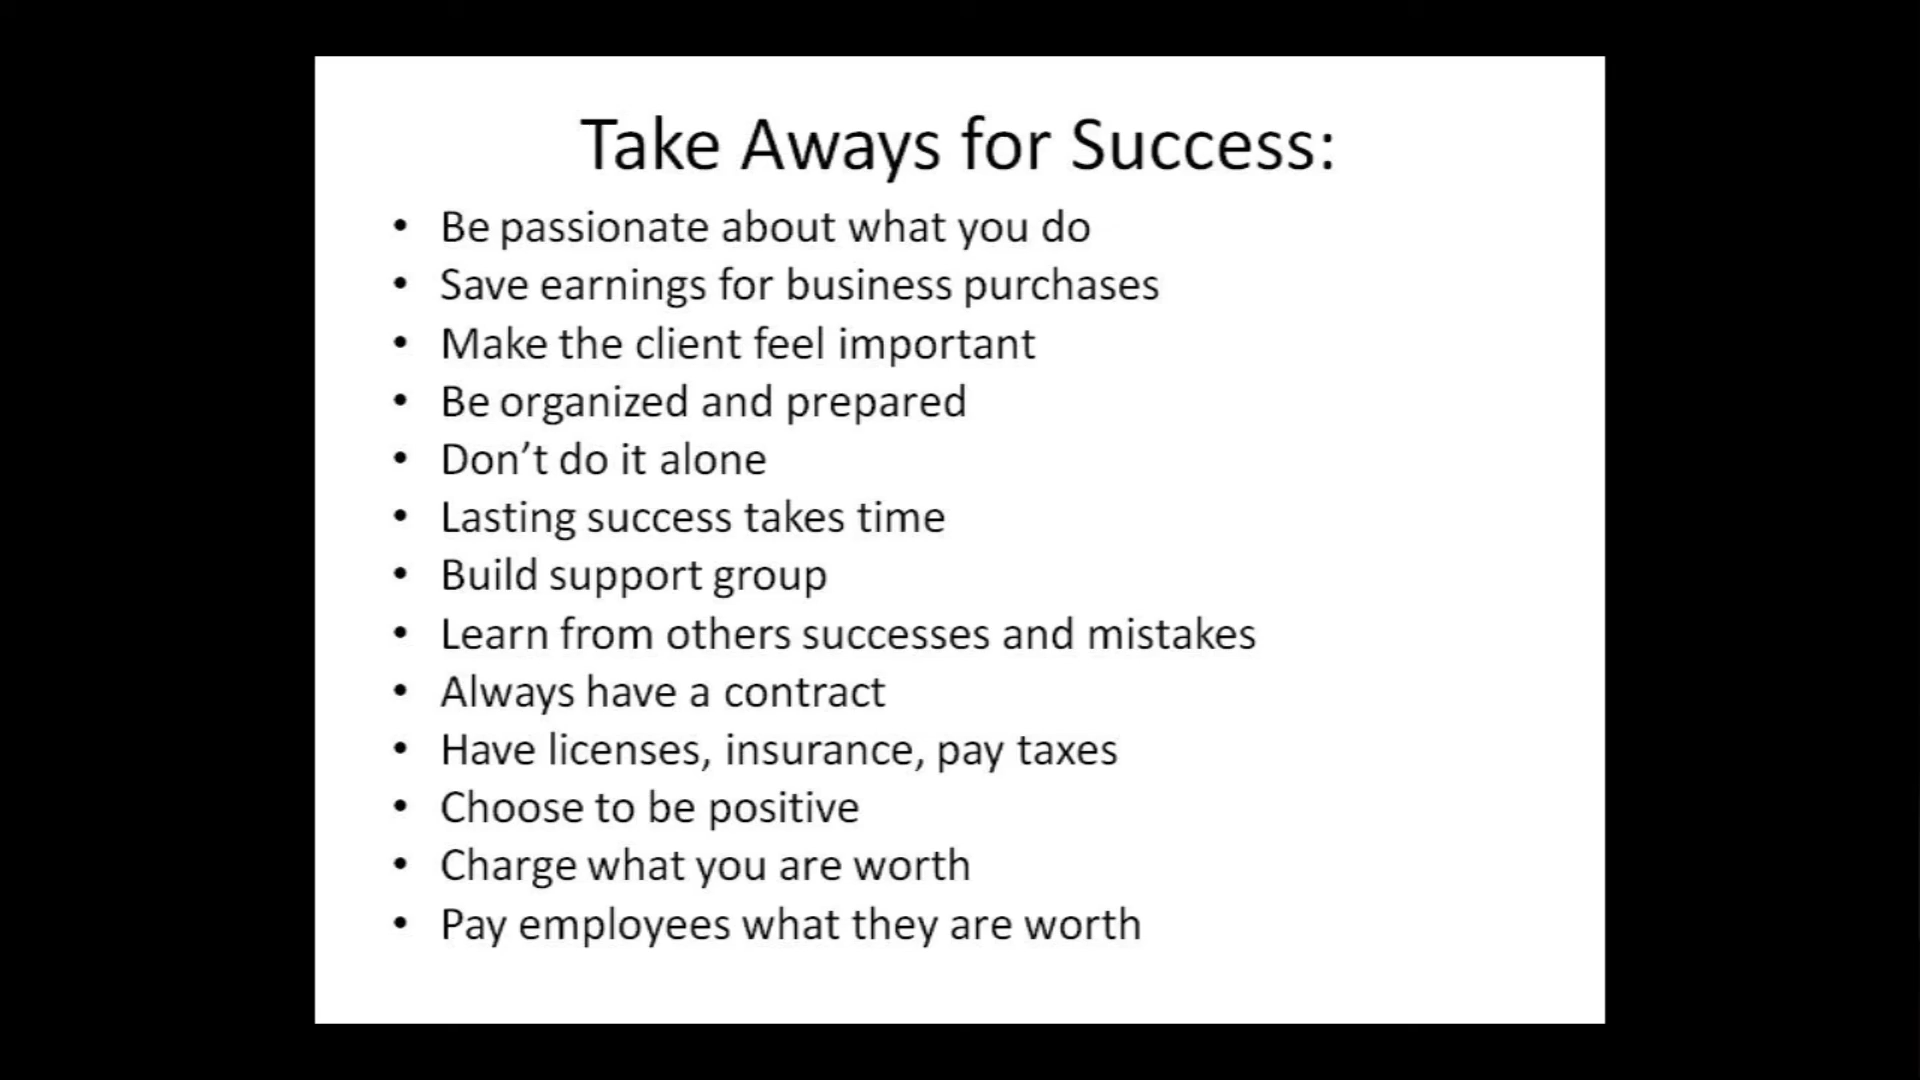 Take Aways for Success:
• Be passionate about what you do
• Save earnings for business purchases
• Make the client feel important
• Be organized and prepared
• Don’t do it alone
• Lasting success takes time
• Build support group
• Learn from others successes and mistakes
• Always have a contract
• Have licenses, insurance, pay taxes
• Choose to be positive
• Charge what you are worth
• Pay employees what they are worth